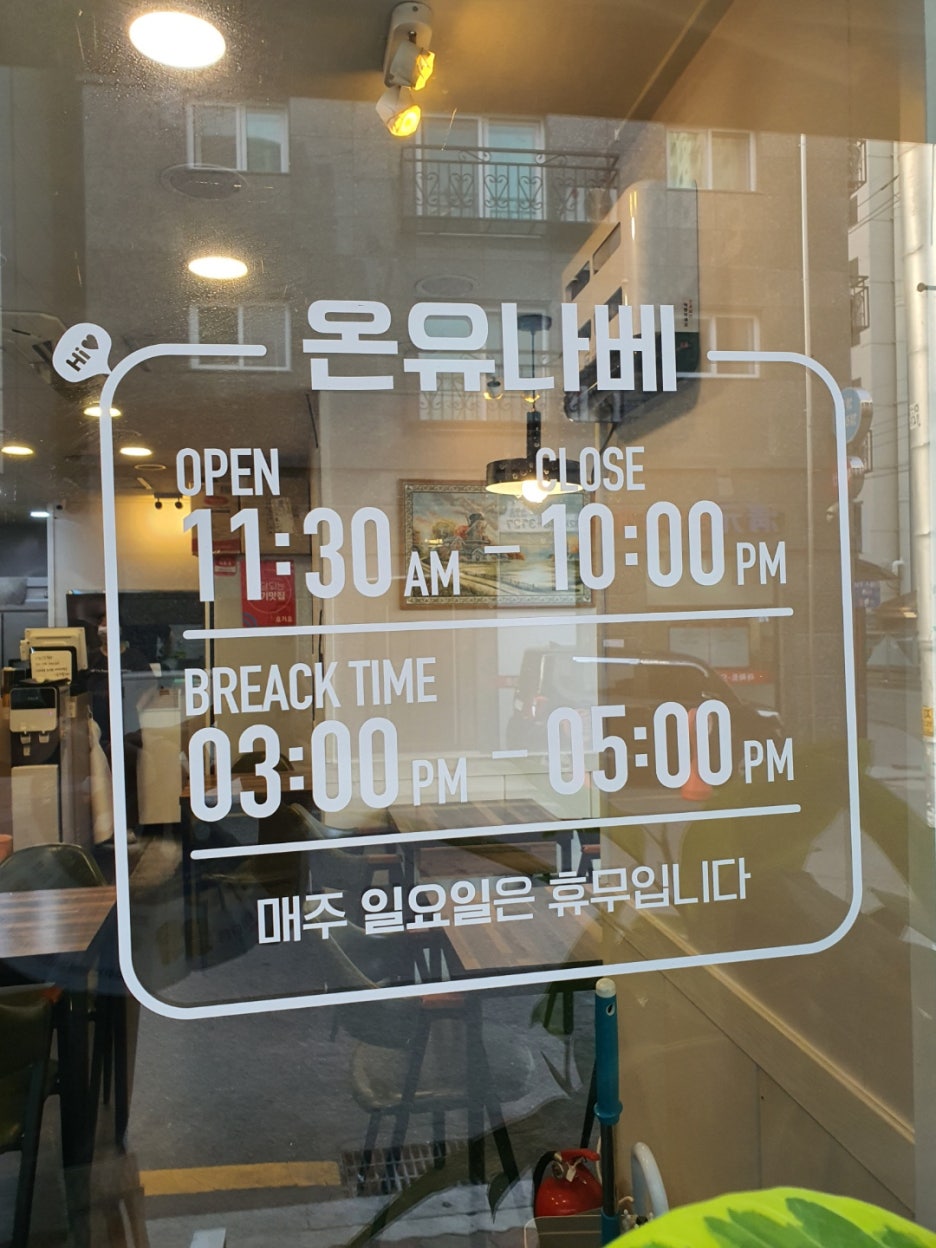 Hi♥
온유나베
OPEN CLOSE
11:30 AM – 10:00 PM
BREACK TIME
03:00 PM – 05:00 PM
매주 일요일은 휴무입니다